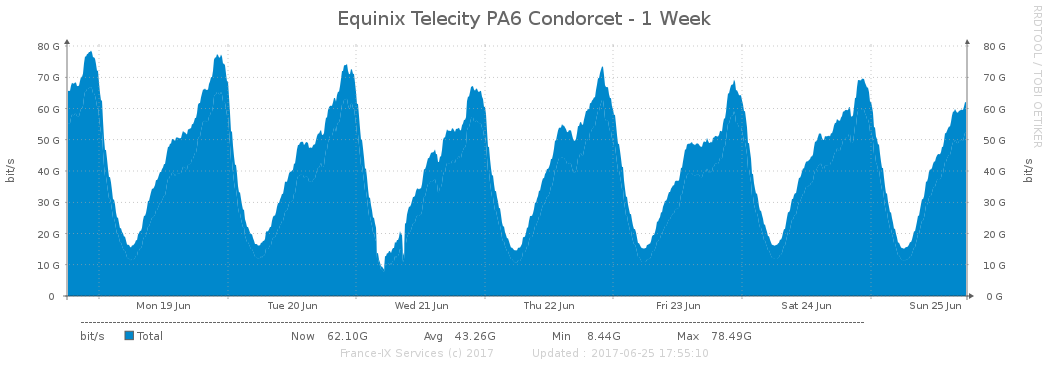 Equinix Telecity PA6 Condorcet - 1 Week
RRDTOOL / TOBI OETIKER
80 G 80 G
70 G 70 G
60 G 60 G
50 G 50 G
40 G 40 G
30 G 30 G
20 G 20 G
10 G 10 G
0 0 G
bit/s
bit/s
Mon 19 Jun Tue 20 Jun Wed 21 Jun Thu 22 Jun Fri 23 Jun Sat 24 Jun Sun 25 Jun
bit/s Total Now 62.10G Avg 43.26G Min 8.44G Max 78.49G
France-IX Services (c) 2017 Updated : 2017-06-25 17:55:10